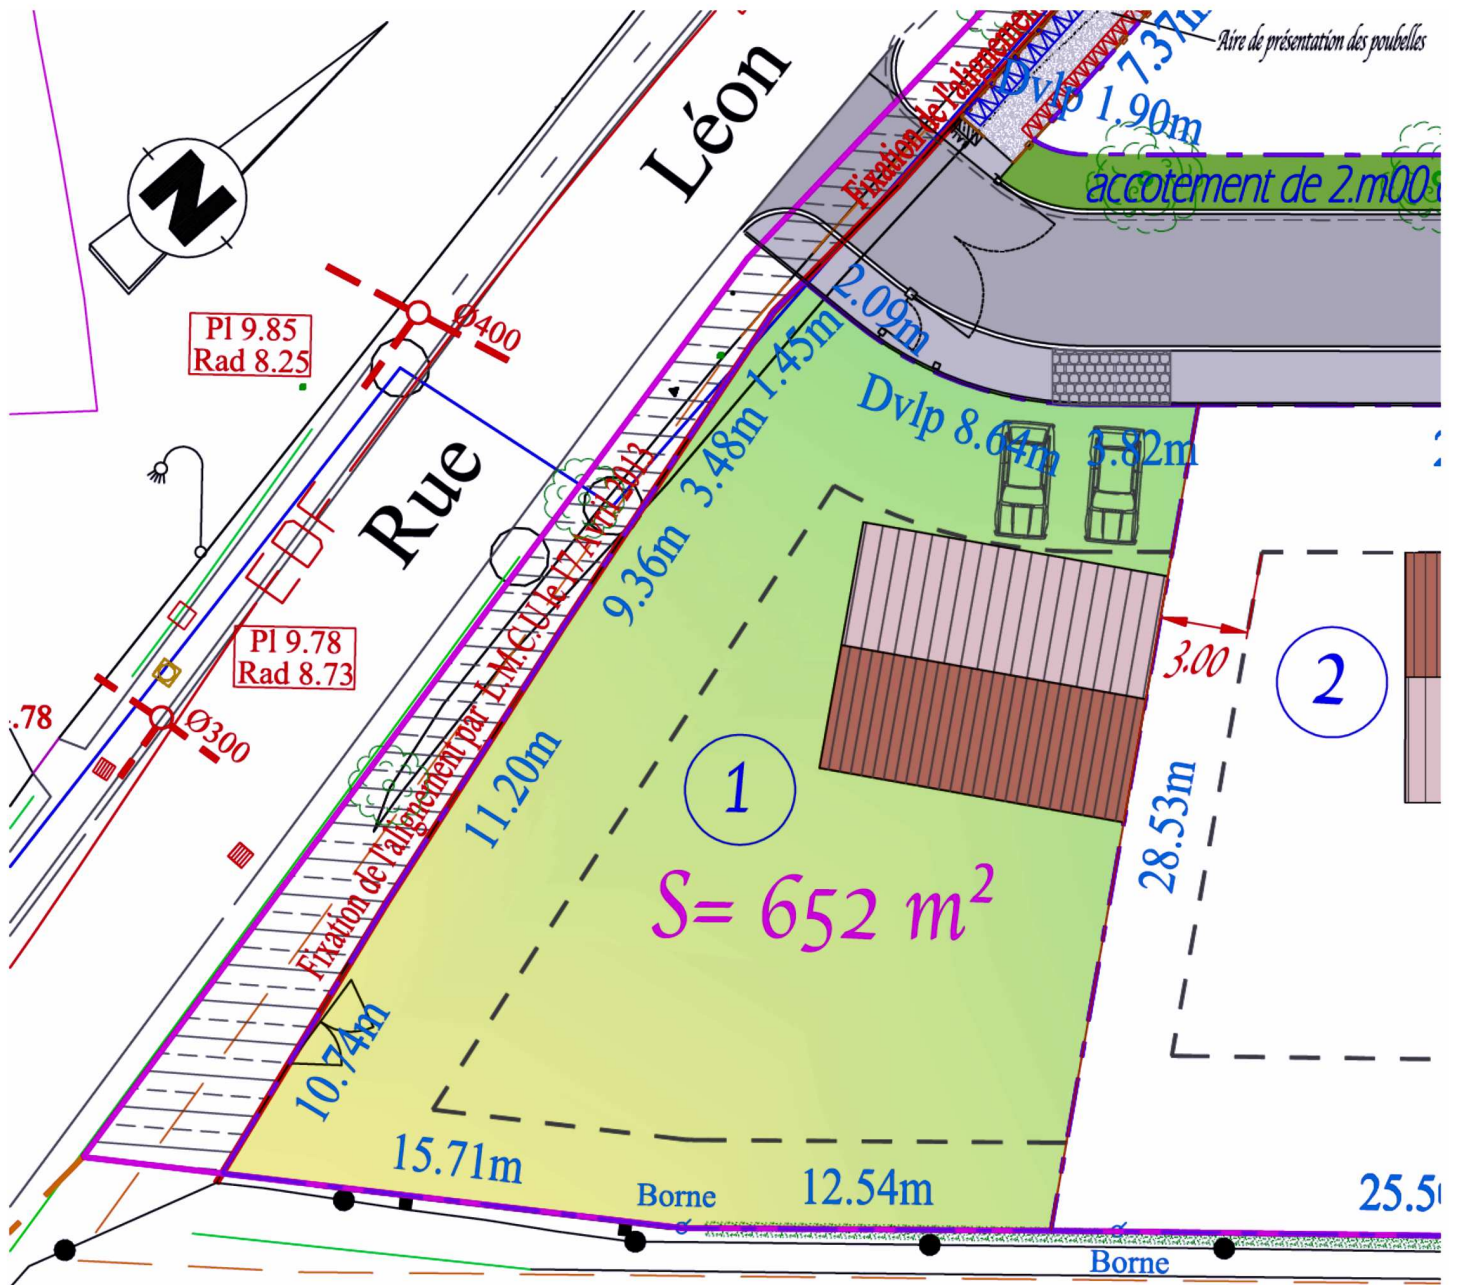 Aire de présentation des poubelles
7.37m
Dvlp 1.90m
Léon
N
Fixation de l'alignement
accotement de 2.m00
Ø400
Pl 9.85
Rad 8.25
2.09m
1.45m
Dvlp 8.64m
3.82m
3.48m
Rue
9.36m
Pl 9.78
Rad 8.73
3.00
2
.78
Ø300
11.20m
1
28.53m
S= 652 m²
Fixation de l'alignement par L.M.C.U le 17 Avril 2013
10.74m
15.71m
12.54m
Borne
25.5
Borne